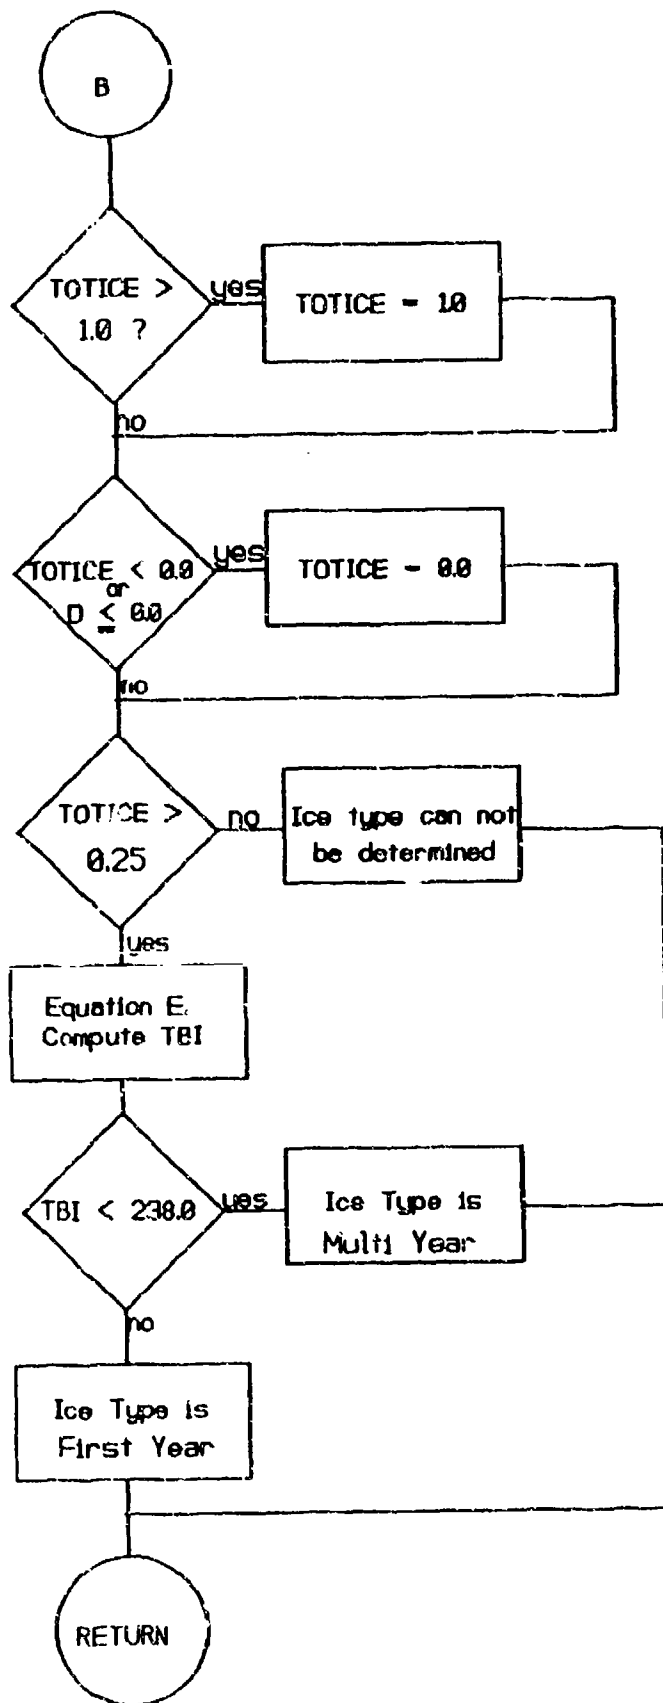 B
TOTICE >
1.0 ?
yes
TOTICE = 1.0
no
TOTICE < 0.0
or
D ≤ 0.0
yes
TOTICE = 0.0
no
TOTICE >
0.25
no
Ice type can not
be determined
yes
Equation E.
Compute TBI
TBI < 238.0
yes
Ice Type is
Multi Year
no
Ice Type is
First Year
RETURN